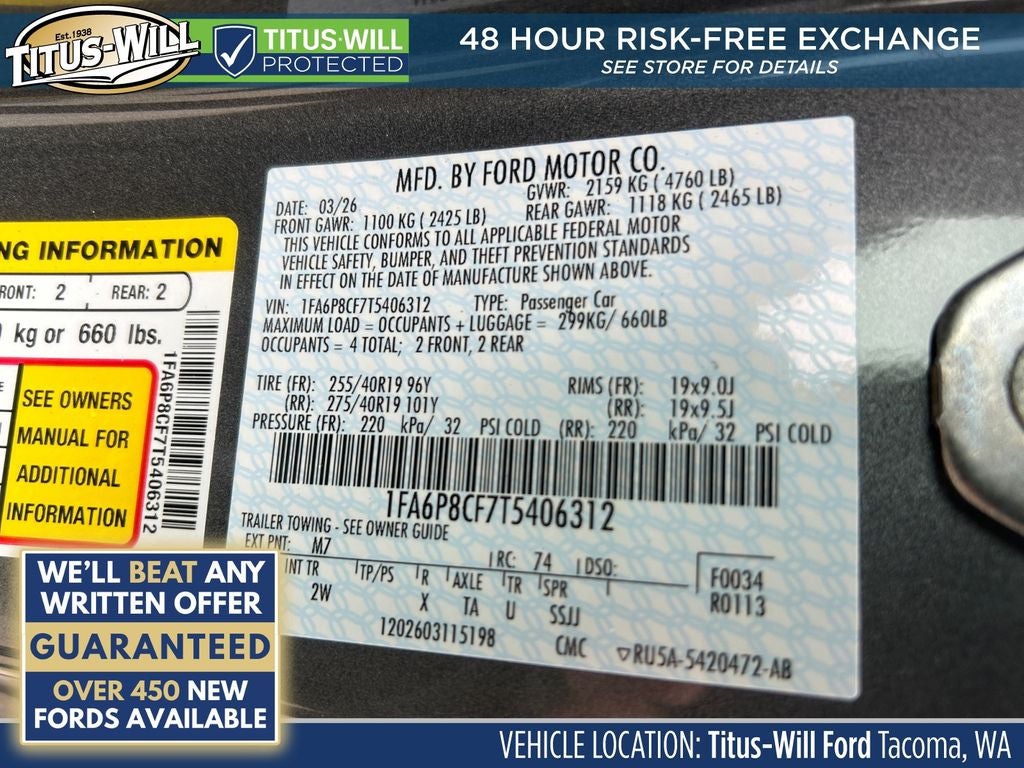 Est. 1938
TITUS-WILL
TITUS-WILL
PROTECTED
48 HOUR RISK-FREE EXCHANGE
SEE STORE FOR DETAILS
NG INFORMATION
RONT: 2 REAR: 2
kg or 660 lbs.
SEE OWNERS
MANUAL FOR
ADDITIONAL
INFORMATION
1FA6P8CF7T5406312
MFD. BY FORD MOTOR CO.
DATE: 03/26 GVWR: 2159 KG ( 4760 LB)
FRONT GAWR: 1100 KG ( 2425 LB) REAR GAWR: 1118 KG ( 2465 LB)
THIS VEHICLE CONFORMS TO ALL APPLICABLE FEDERAL MOTOR
VEHICLE SAFETY, BUMPER, AND THEFT PREVENTION STANDARDS
IN EFFECT ON THE DATE OF MANUFACTURE SHOWN ABOVE.
VIN: 1FA6P8CF7T5406312 TYPE: Passenger Car
MAXIMUM LOAD = OCCUPANTS + LUGGAGE = 299KG/ 660LB
OCCUPANTS = 4 TOTAL; 2 FRONT, 2 REAR
TIRE (FR): 255/40R19 96Y RIMS (FR): 19x9.0J
(RR): 275/40R19 101Y (RR): 19x9.5J
PRESSURE (FR): 220 kPa/ 32 PSI COLD (RR): 220 kPa/ 32 PSI COLD
1FA6P8CF7T5406312
TRAILER TOWING - SEE OWNER GUIDE
EXT PNT: M7 RC: 74 DSO: F0034
INT TR TP/PS R AXLE TR SPR R0113
2W X TA U SSJJ
1202603115198 CMC RU5A-5420472-AB
WE'LL BEAT ANY
WRITTEN OFFER
GUARANTEED
OVER 450 NEW
FORDS AVAILABLE
VEHICLE LOCATION: Titus-Will Ford Tacoma, WA